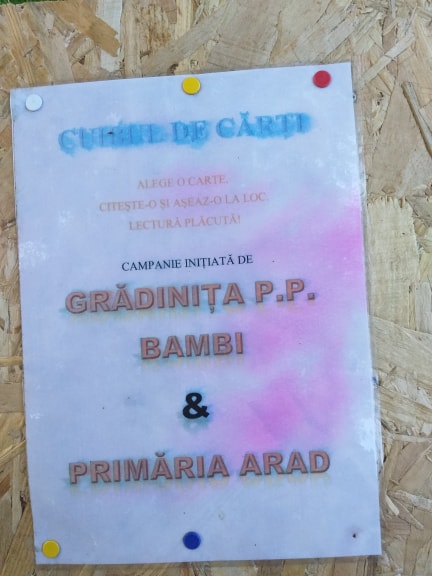 CUIBUL DE CĂRȚI
ALEGE O CARTE,
CITEȘTE-O ȘI AȘEAZ-O LA LOC.
LECTURĂ PLĂCUTĂ!
CAMPANIE INIȚIATĂ DE
GRĂDINIȚA P.P.
BAMBI
&
PRIMĂRIA ARAD